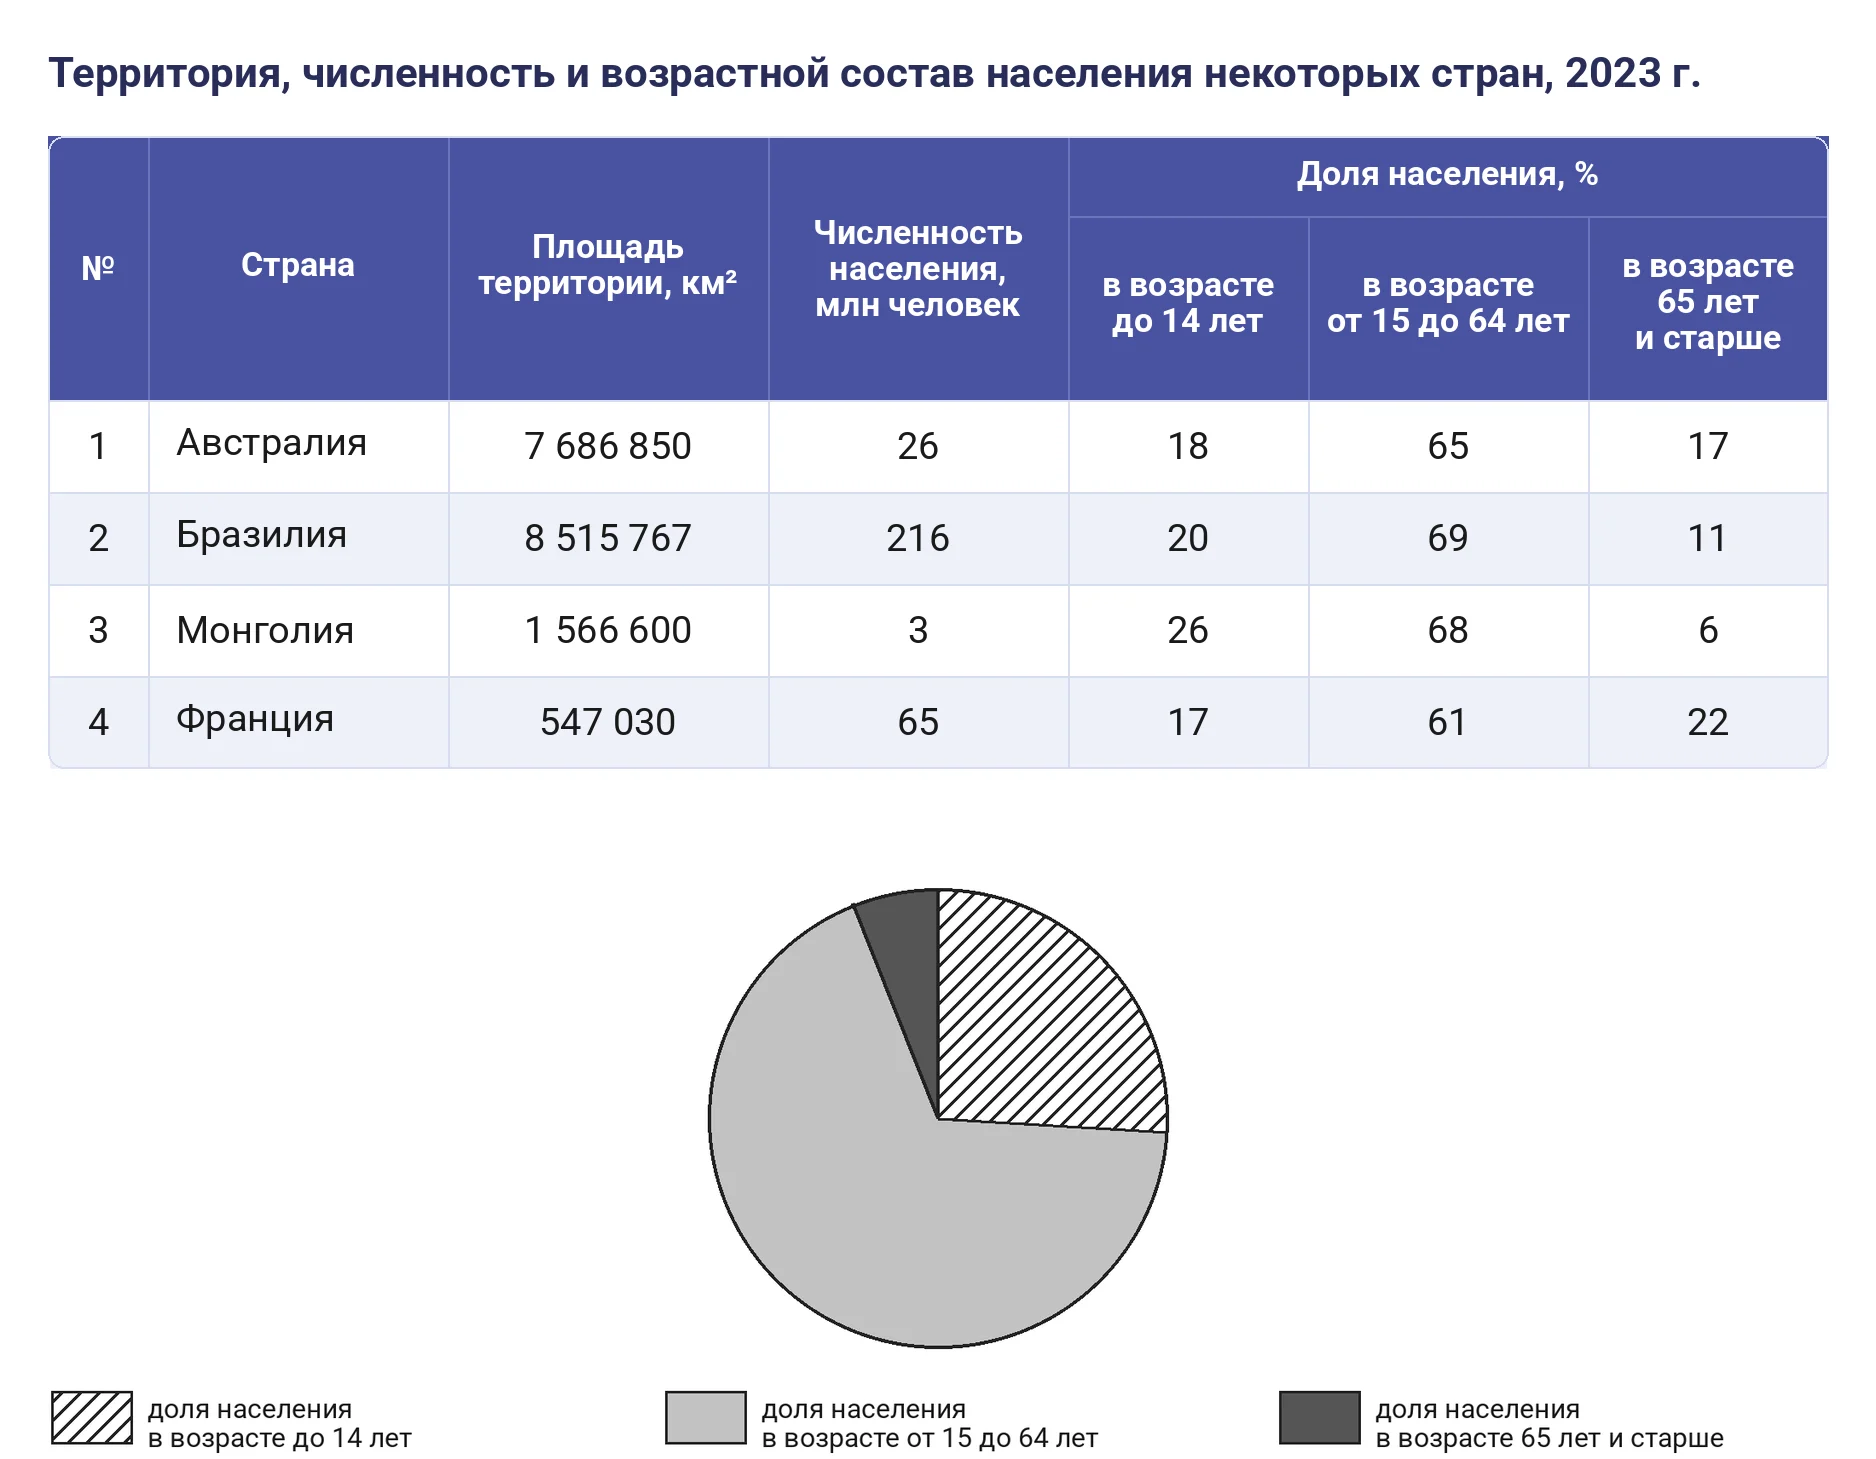 Территория, численность и возрастной состав населения некоторых стран, 2023 г.
№
Страна
Площадь
территории, км²
Численность
населения,
млн человек
Доля населения, %
в возрасте
до 14 лет
в возрасте
от 15 до 64 лет
в возрасте
65 лет
и старше
1 Австралия 7 686 850 26 18 65 17
2 Бразилия 8 515 767 216 20 69 11
3 Монголия 1 566 600 3 26 68 6
4 Франция 547 030 65 17 61 22
доля населения
в возрасте до 14 лет
доля населения
в возрасте от 15 до 64 лет
доля населения
в возрасте 65 лет и старше